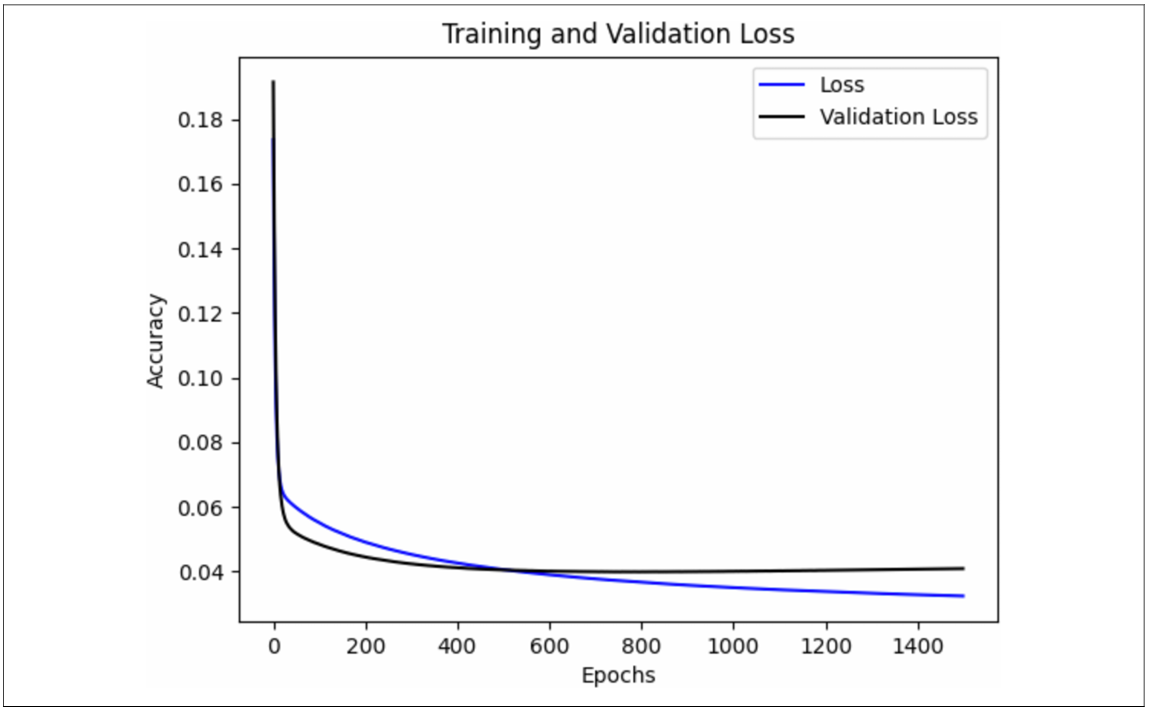 Training and Validation Loss
Loss
Validation Loss
Accuracy
0.18
0.16
0.14
0.12
0.10
0.08
0.06
0.04
0 200 400 600 800 1000 1200 1400
Epochs